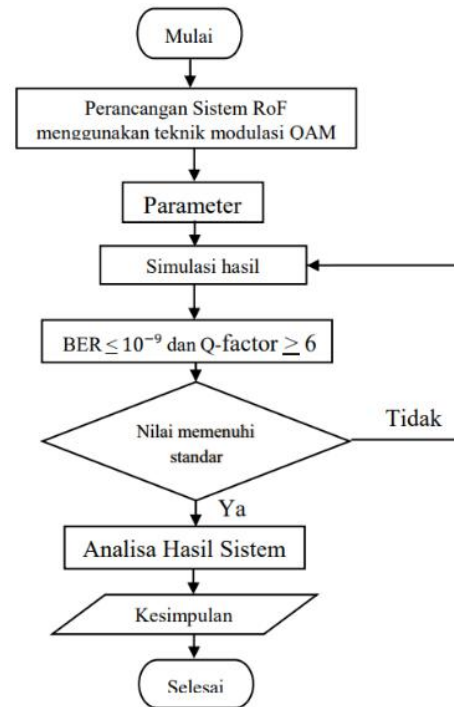 Mulai
Perancangan Sistem RoF
menggunakan teknik modulasi QAM
Parameter
Simulasi hasil
BER ≤ 10⁻⁹ dan Q-factor ≥ 6
Nilai memenuhi
standar
Tidak
Ya
Analisa Hasil Sistem
Kesimpulan
Selesai